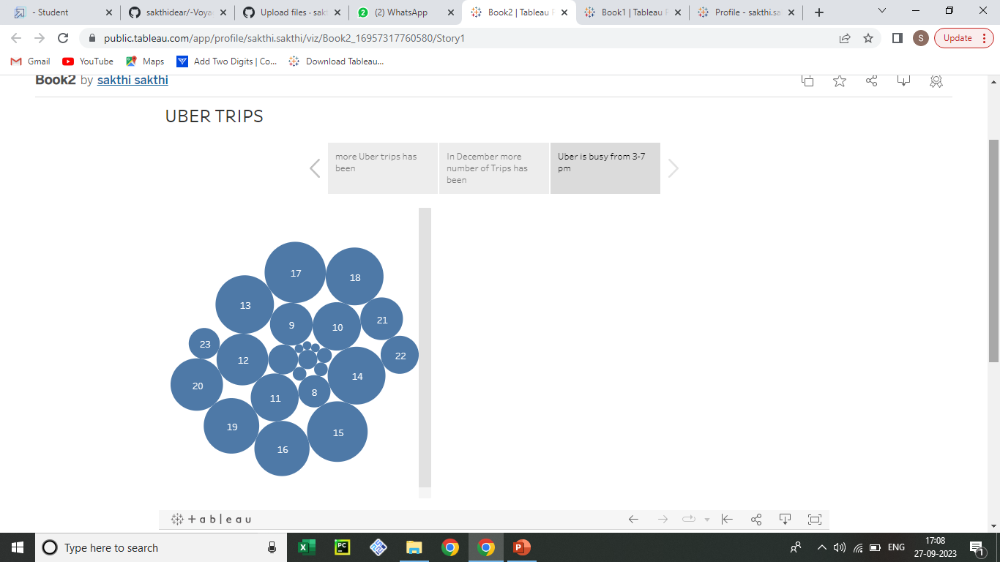 - Student
sakthidear/-Voya
Upload files · sak
(2) WhatsApp
Book2 | Tableau P
Book1 | Tableau P
Profile - sakthi.sa
public.tableau.com/app/profile/sakthi.sakthi/viz/Book2_16957317760580/Story1
S
Update
Gmail
YouTube
Maps
Add Two Digits | Co...
Download Tableau...
Book2 by sakthi sakthi
UBER TRIPS
more Uber trips has
been
In December more
number of Trips has
been
Uber is busy from 3-7
pm
17
18
13
9
10
21
23
12
22
20
14
11
8
19
15
16
+ a b l e a u
Type here to search
ENG
17:08
27-09-2023
1